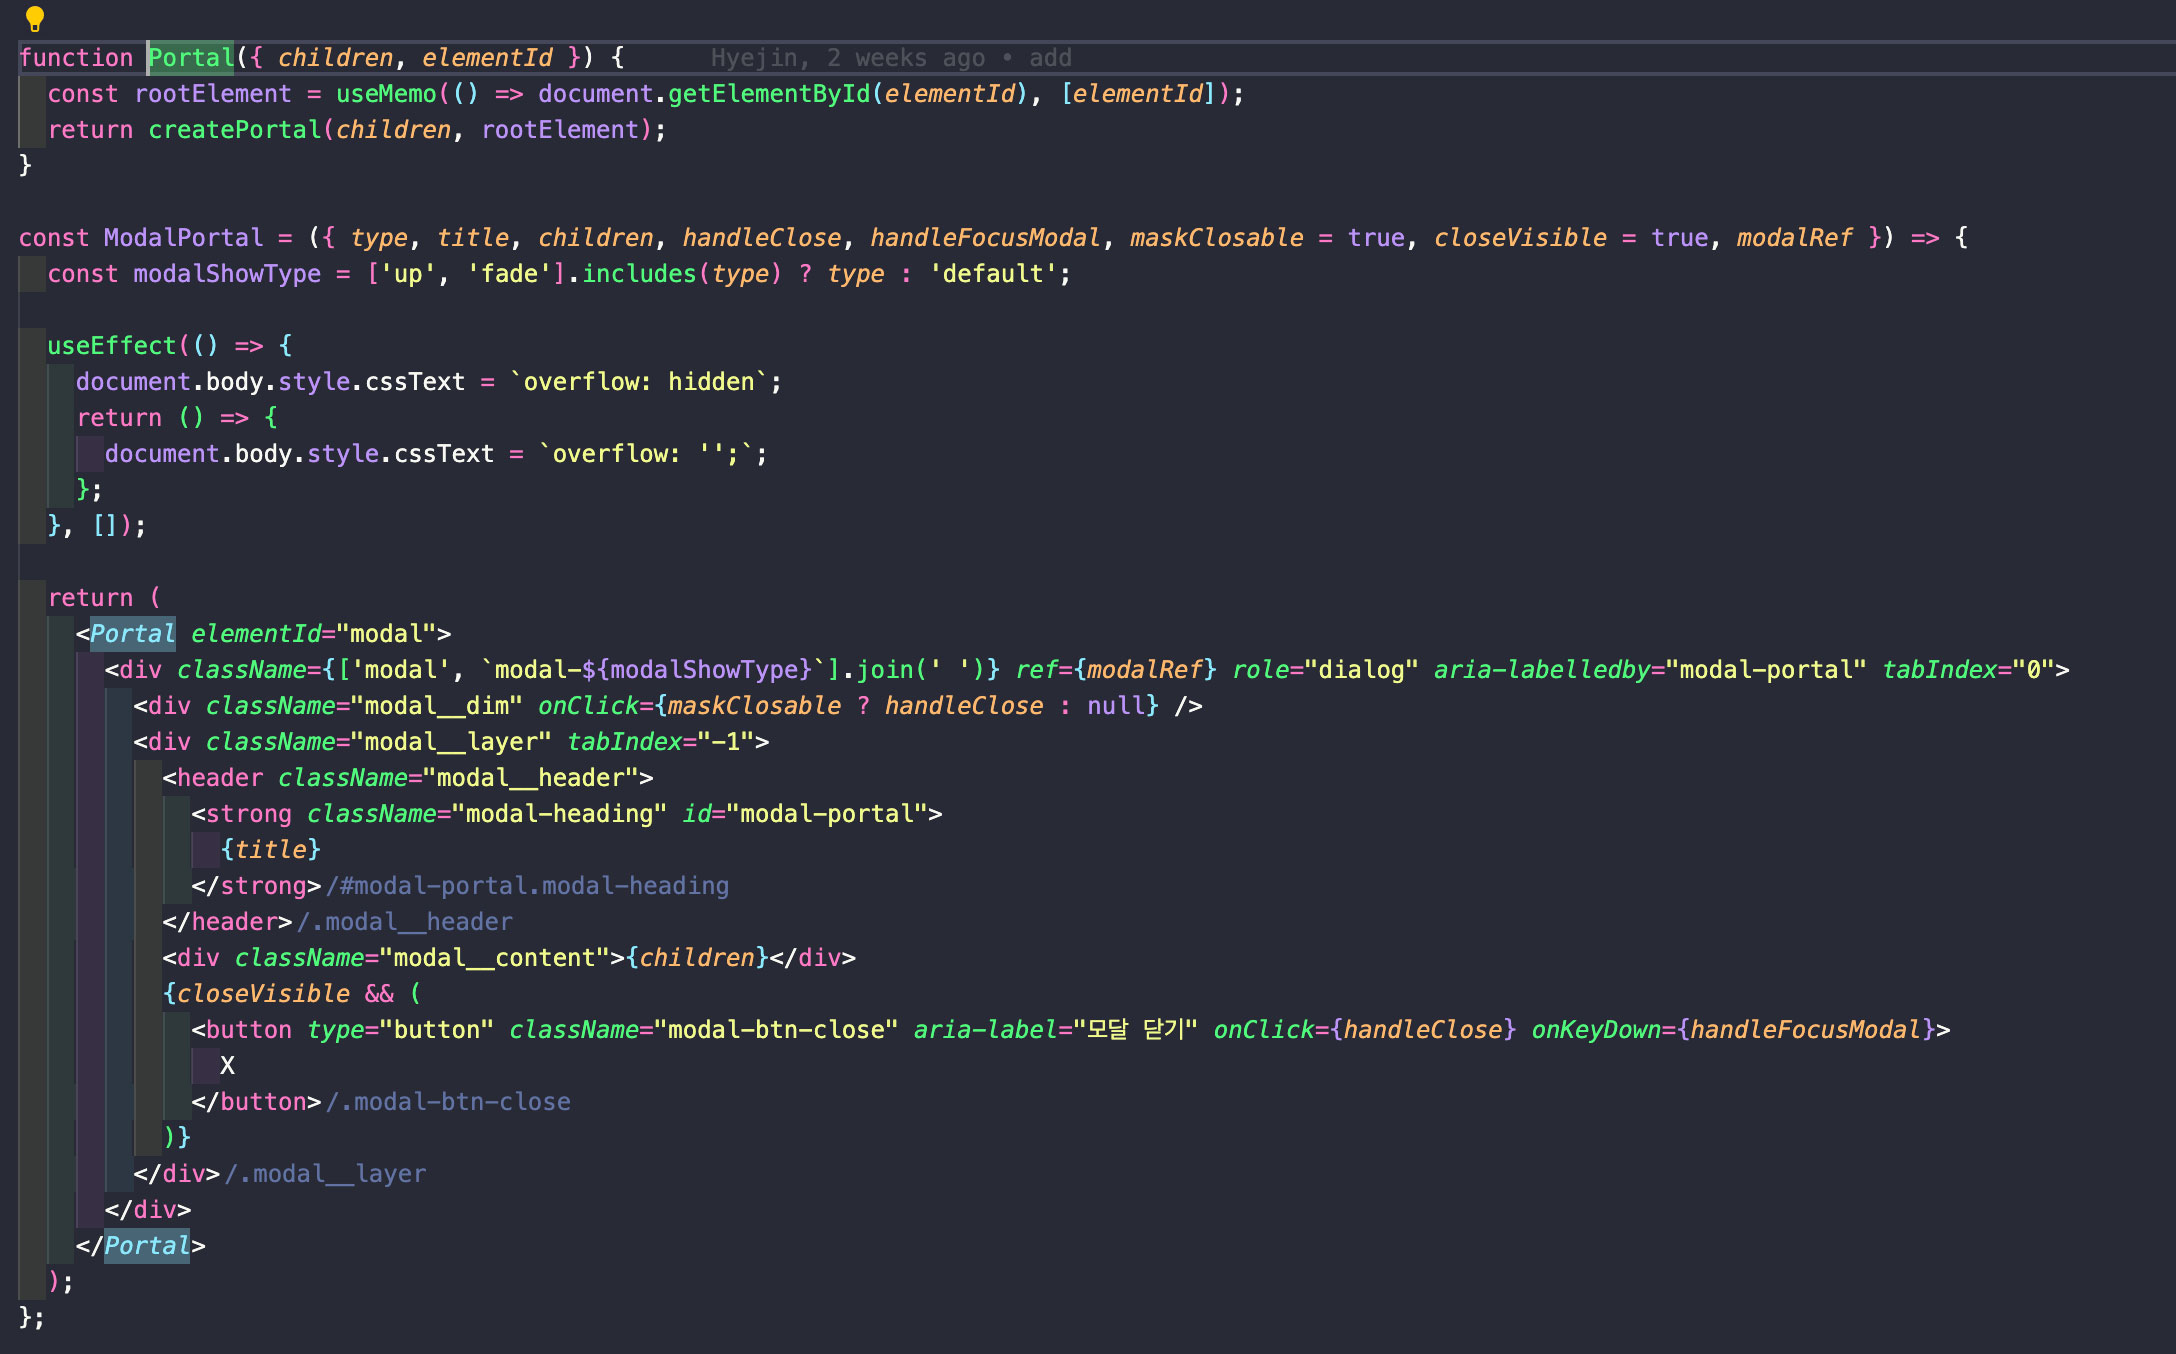 function Portal({ children, elementId }) {      Hyejin, 2 weeks ago • add
  const rootElement = useMemo(() => document.getElementById(elementId), [elementId]);
  return createPortal(children, rootElement);
}

const ModalPortal = ({ type, title, children, handleClose, handleFocusModal, maskClosable = true, closeVisible = true, modalRef }) => {
  const modalShowType = ['up', 'fade'].includes(type) ? type : 'default';

  useEffect(() => {
    document.body.style.cssText = `overflow: hidden`;
    return () => {
      document.body.style.cssText = `overflow: '';`;
    };
  }, []);

  return (
    <Portal elementId="modal">
      <div className={['modal', `modal-${modalShowType}`].join(' ')} ref={modalRef} role="dialog" aria-labelledby="modal-portal" tabIndex="0">
        <div className="modal__dim" onClick={maskClosable ? handleClose : null} />
        <div className="modal__layer" tabIndex="-1">
          <header className="modal__header">
            <strong className="modal-heading" id="modal-portal">
              {title}
            </strong>/#modal-portal.modal-heading
          </header>/.modal__header
          <div className="modal__content">{children}</div>
          {closeVisible && (
            <button type="button" className="modal-btn-close" aria-label="모달 닫기" onClick={handleClose} onKeyDown={handleFocusModal}>
              X
            </button>/.modal-btn-close
          )}
        </div>/.modal__layer
      </div>
    </Portal>
  );
};